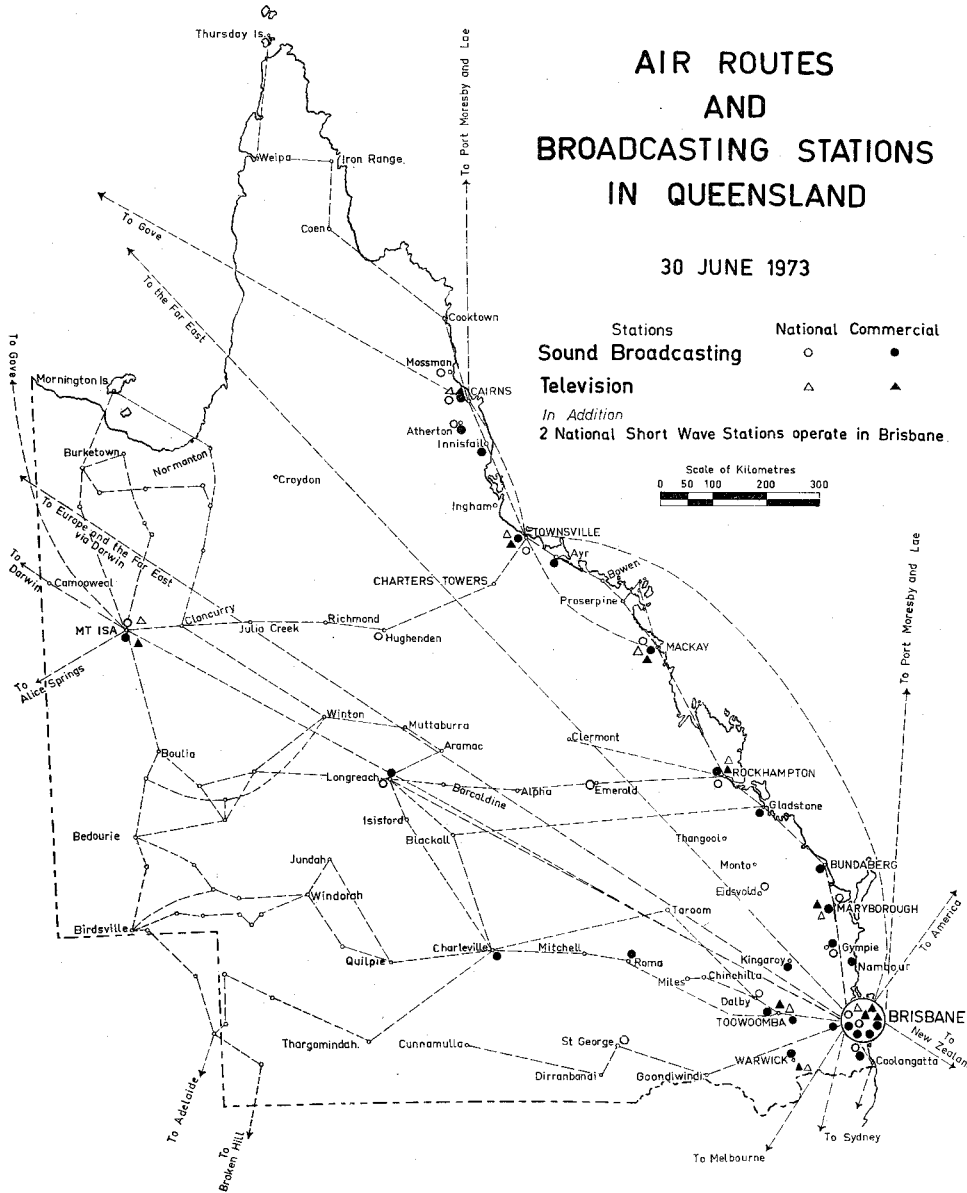 AIR ROUTES
AND
BROADCASTING STATIONS
IN QUEENSLAND
30 JUNE 1973
Stations National Commercial
Sound Broadcasting
Television
In Addition
2 National Short Wave Stations operate in Brisbane.
Scale of Kilometres
0 50 100 200 300
Thursday Is.
To Port Moresby and Lae
Weipa
Iron Range.
To Gove
Coen
To the Far East
Cooktown
To Gove
Mossman
Mornington Is.
CAIRNS
Atherton
Innisfail
Burketown
Normanton
Croydon
Ingham
To Europe and the Far East
via Darwin
TOWNSVILLE
Ayr
To
Darwin
Camooweal
CHARTERS TOWERS
Bowen
Proserpine
To Port Moresby and Lae
Cloncurry
MT ISA
Julia Creek
Richmond
Hughenden
MACKAY
To
Alice Springs
Winton
Muttaburra
Aramac
Clermont
Boulia
Longreach
Barcaldine
Alpha
Emerald
ROCKHAMPTON
Gladstone
Isisford
Blackall
Bedourie
Thangool
Jundah
Monto
BUNDABERG
Windorah
Eidsvold
Taroom
MARYBOROUGH
To America
Birdsville
Charleville
Mitchell
Roma
Quilpie
Gympie
Kingaroy
Nambour
Miles
Chinchilla
Dalby
TOOWOOMBA
BRISBANE
To
New Zealand
Thargomindah.
Cunnamulla
St George
WARWICK
Coolangatta
Dirranbandi
Goondiwindi
To Adelaide
To
Broken Hill
To Sydney
To Melbourne